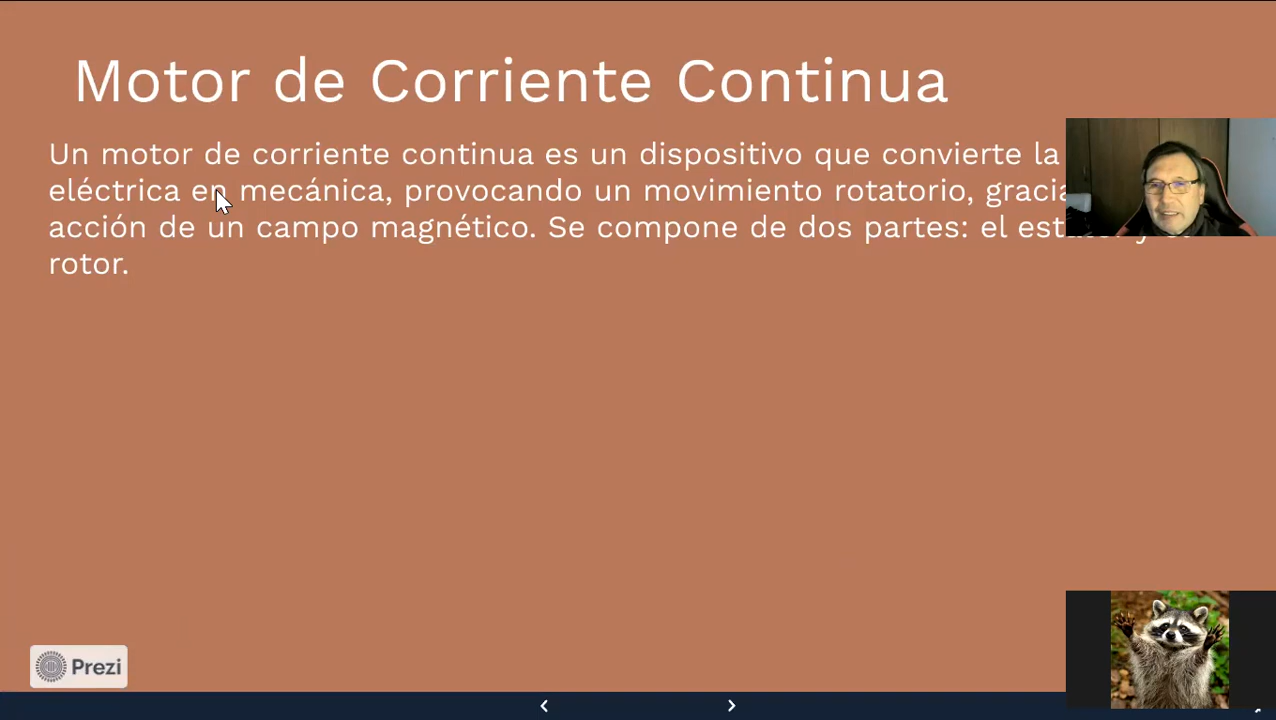 Motor de Corriente Continua
Un motor de corriente continua es un dispositivo que convierte la
eléctrica en mecánica, provocando un movimiento rotatorio,
acción de un campo magnético. Se compone de dos partes: el
rotor.
Prezi